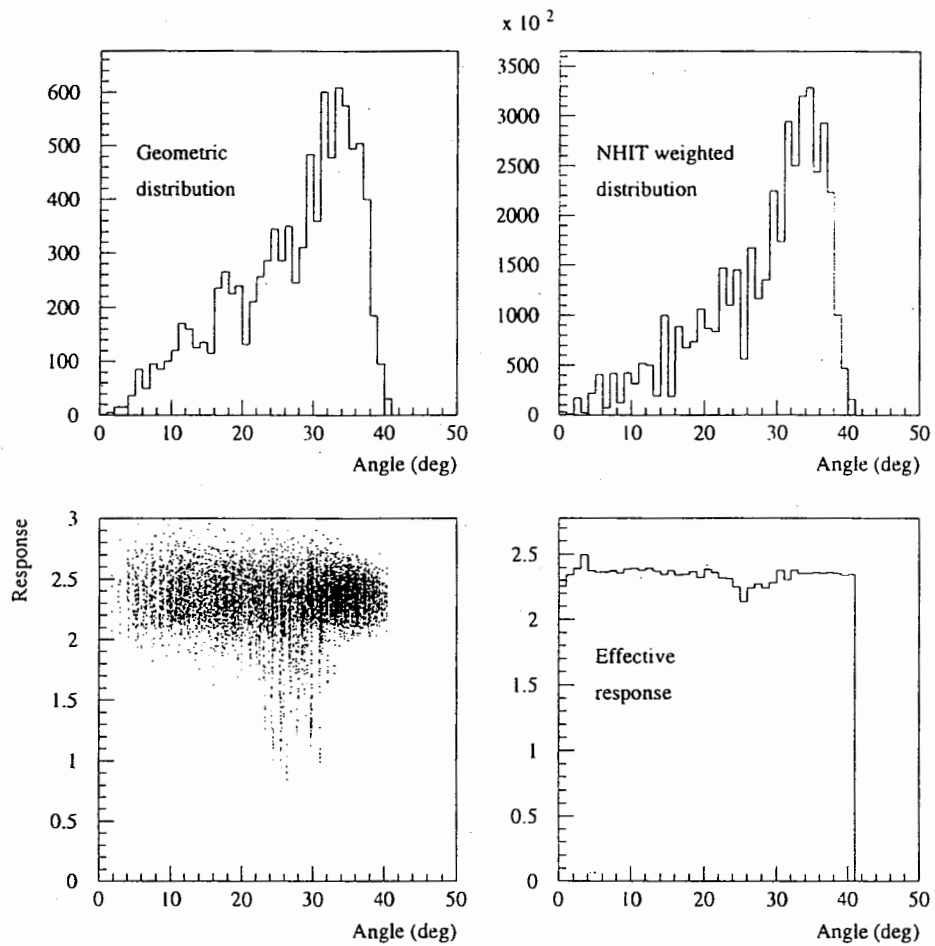 x 10 2
600
500
400
300
200
100
0
Geometric
distribution
0 10 20 30 40 50
Angle (deg)
3500
3000
2500
2000
1500
1000
500
0
NHIT weighted
distribution
0 10 20 30 40 50
Angle (deg)
Response
3
2.5
2
1.5
1
0.5
0
0 10 20 30 40 50
Angle (deg)
2.5
2
1.5
1
0.5
0
Effective
response
0 10 20 30 40 50
Angle (deg)